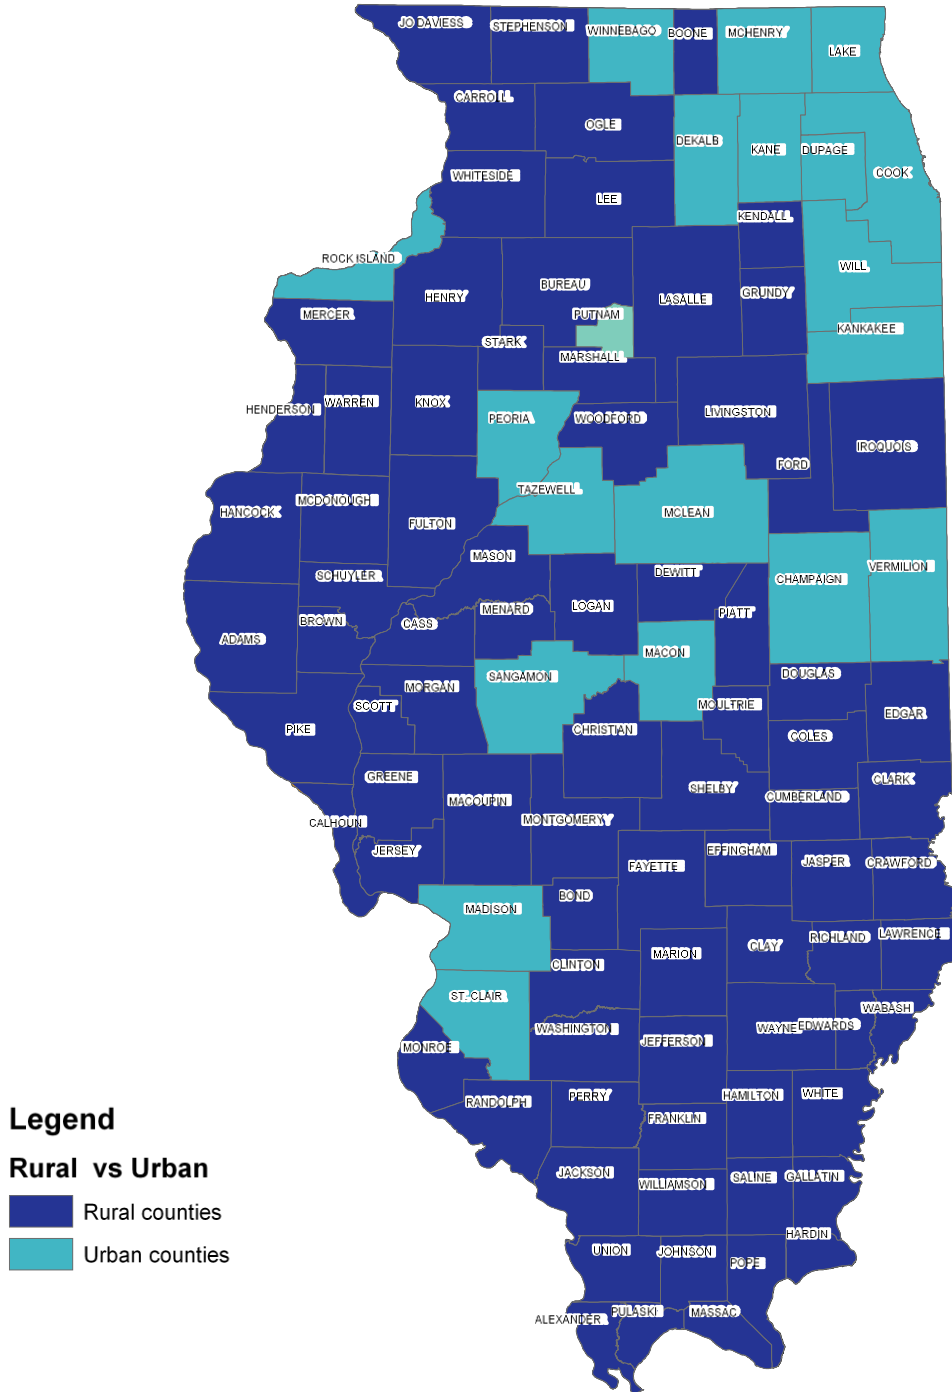 JO DAVIESS
STEPHENSON
WINNEBAGO
BOONE
MCHENRY
LAKE
CARROLL
OGLE
DEKALB
KANE
DUPAGE
COOK
WHITESIDE
LEE
KENDALL
ROCK ISLAND
WILL
HENRY
BUREAU
LASALLE
GRUNDY
MERCER
PUTNAM
KANKAKEE
STARK
MARSHALL
HENDERSON
WARREN
KNOX
PEORIA
WOODFORD
LIVINGSTON
IROQUOIS
FORD
TAZEWELL
HANCOCK
MCDONOUGH
FULTON
MCLEAN
MASON
VERMILION
SCHUYLER
DEWITT
CHAMPAIGN
BROWN
CASS
MENARD
LOGAN
PIATT
ADAMS
MACON
MORGAN
SANGAMON
DOUGLAS
SCOTT
MOULTRIE
EDGAR
PIKE
CHRISTIAN
COLES
GREENE
SHELBY
CLARK
MACOUPIN
CUMBERLAND
CALHOUN
MONTGOMERY
JERSEY
EFFINGHAM
FAYETTE
JASPER
CRAWFORD
BOND
MADISON
RICHLAND
LAWRENCE
CLAY
MARION
CLINTON
ST. CLAIR
WABASH
WASHINGTON
WAYNE
EDWARDS
MONROE
JEFFERSON
RANDOLPH
PERRY
HAMILTON
WHITE
FRANKLIN
JACKSON
WILLIAMSON
SALINE
GALLATIN
HARDIN
UNION
JOHNSON
POPE
ALEXANDER
PULASKI
MASSAC
Legend
Rural vs Urban
Rural counties
Urban counties